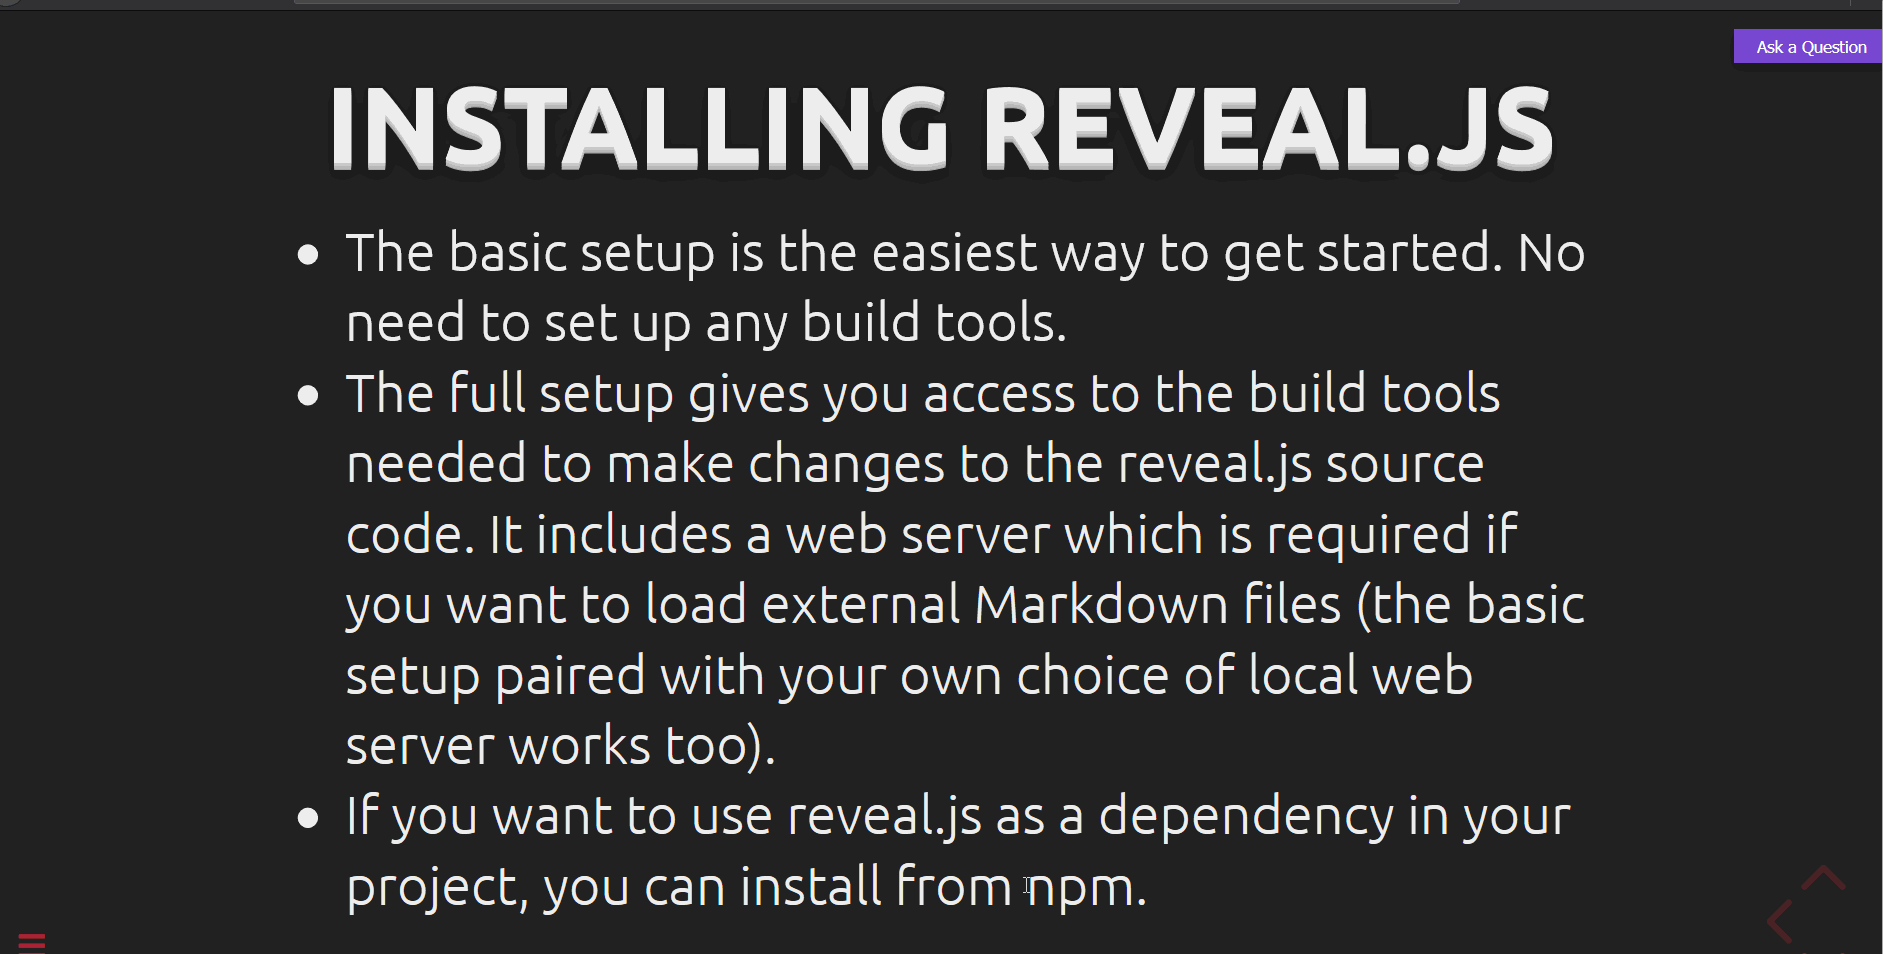 Ask a Question
INSTALLING REVEAL.JS
• The basic setup is the easiest way to get started. No
need to set up any build tools.
• The full setup gives you access to the build tools
needed to make changes to the reveal.js source
code. It includes a web server which is required if
you want to load external Markdown files (the basic
setup paired with your own choice of local web
server works too).
• If you want to use reveal.js as a dependency in your
project, you can install from npm.